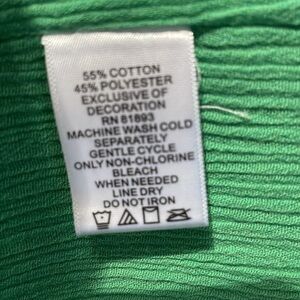 55% COTTON
45% POLYESTER
EXCLUSIVE OF
DECORATION
RN 81893
MACHINE WASH COLD
SEPARATELY
GENTLE CYCLE
ONLY NON-CHLORINE
BLEACH
WHEN NEEDED
LINE DRY
DO NOT IRON